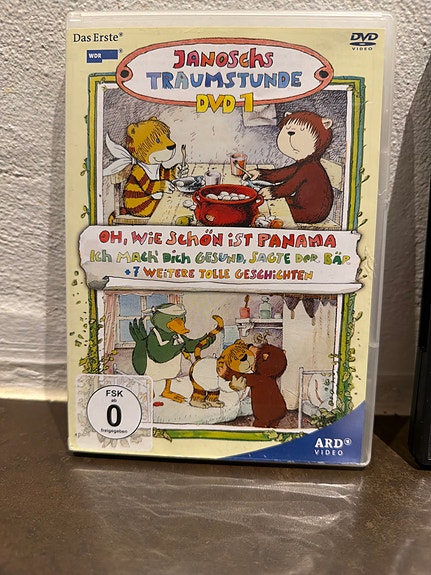 Das Erste®
WDR
DVD
VIDEO
JANOSCHS
TRAUMSTUNDE
DVD-1
OH, WIE SCHÖN IST PANAMA
ICH MACH DICH GESUND, SAGTE DER BÄR
+7 WEITERE TOLLE GESCHICHTEN
FSK
ab
0
freigegeben
ARD
VIDEO